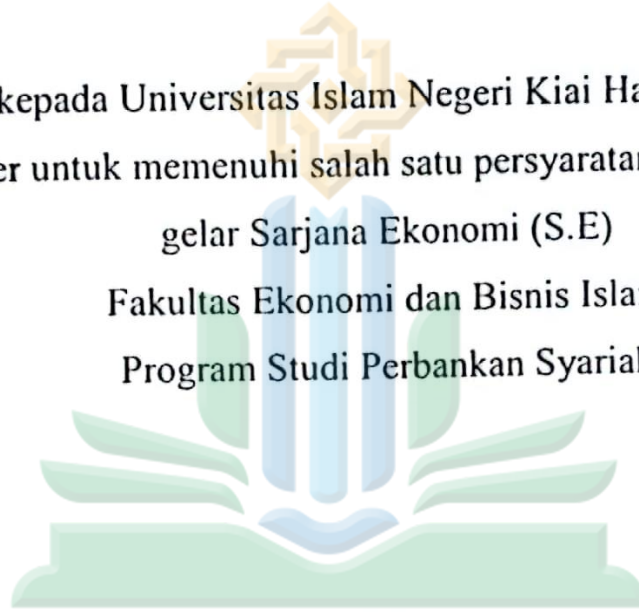 kepada Universitas Islam Negeri Kiai Ha
er untuk memenuhi salah satu persyaratan
gelar Sarjana Ekonomi (S.E)
Fakultas Ekonomi dan Bisnis Isla
Program Studi Perbankan Syariah